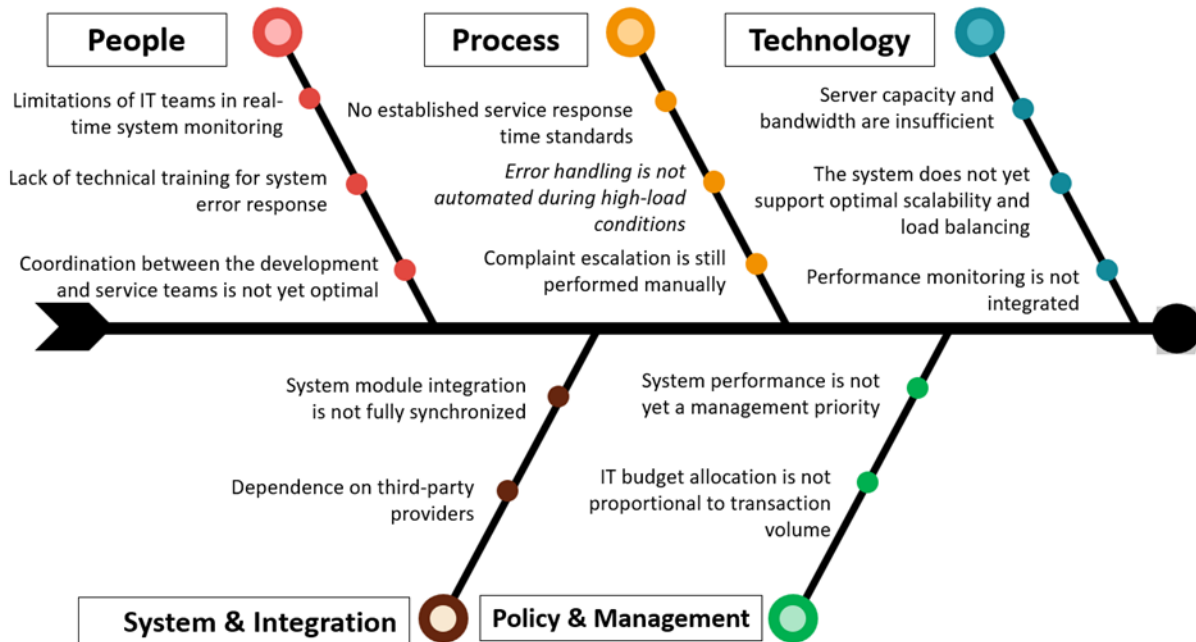 People
Limitations of IT teams in real-
time system monitoring
Lack of technical training for system
error response
Coordination between the development
and service teams is not yet optimal
Process
No established service response
time standards
Error handling is not
automated during high-load
conditions
Complaint escalation is still
performed manually
Technology
Server capacity and
bandwidth are insufficient
The system does not yet
support optimal scalability and
load balancing
Performance monitoring is not
integrated
System module integration
is not fully synchronized
Dependence on third-party
providers
System & Integration
System performance is not
yet a management priority
IT budget allocation is not
proportional to transaction
volume
Policy & Management